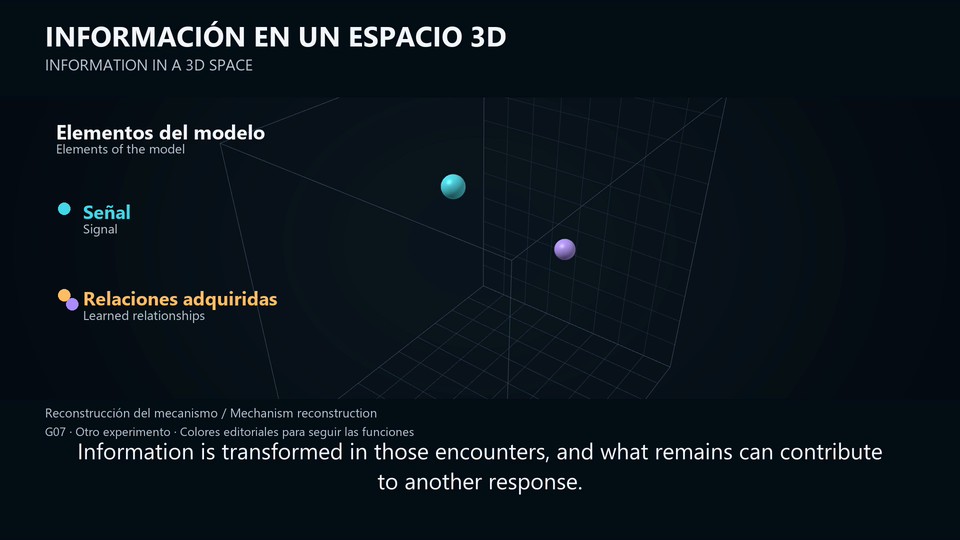 INFORMACIÓN EN UN ESPACIO 3D
INFORMATION IN A 3D SPACE
Elementos del modelo
Elements of the model
Señal
Signal
Relaciones adquiridas
Learned relationships
Reconstrucción del mecanismo / Mechanism reconstruction
G07 · Otro experimento · Colores editoriales para seguir las funciones
Information is transformed in those encounters, and what remains can contribute
to another response.